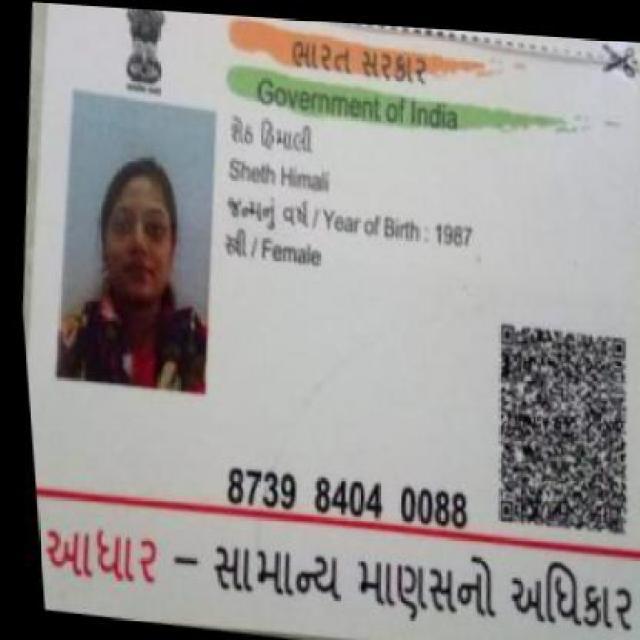 ભારત સરકાર
Government of India
શેઠ હિમાલી
Sheth Himali
જન્મનું વર્ષ / Year of Birth : 1987
સ્ત્રી / Female
8739 8404 0088
આધાર – સામાન્ય માણસનો અધિકાર